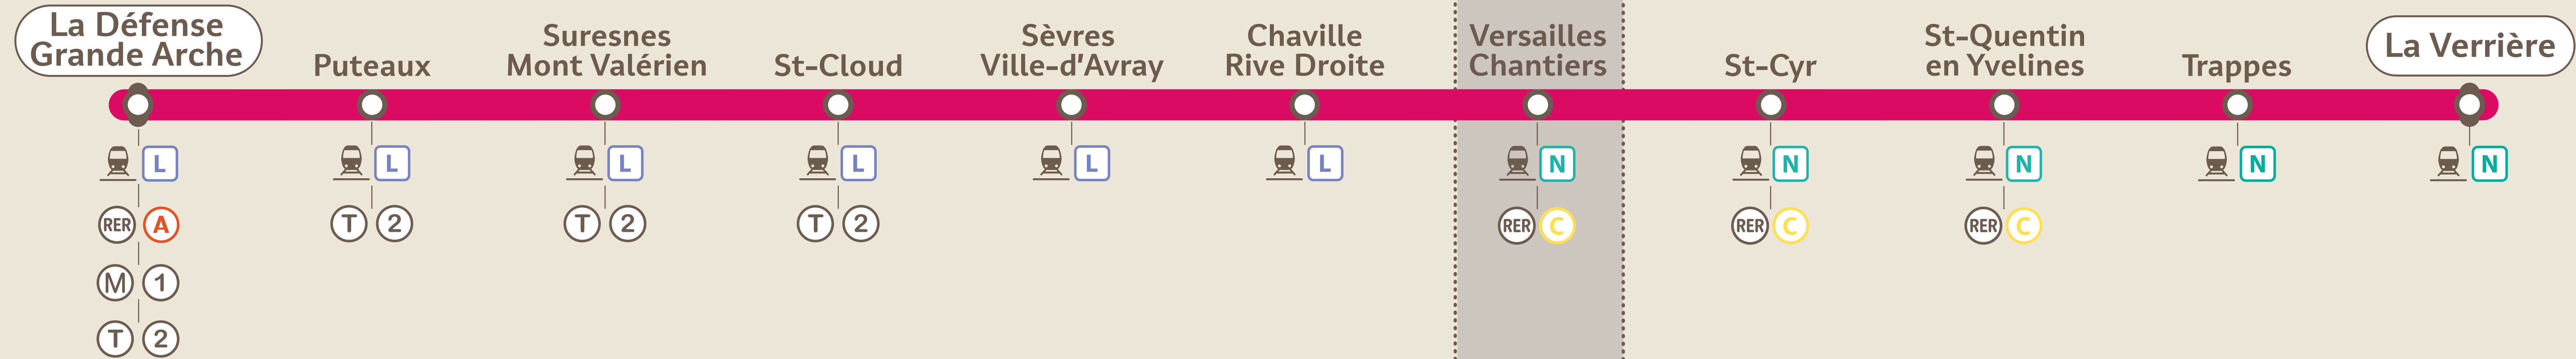 La Défense
Grande Arche
Puteaux
Suresnes
Mont Valérien
St-Cloud
Sèvres
Ville-d'Avray
Chaville
Rive Droite
Versailles
Chantiers
St-Cyr
St-Quentin
en Yvelines
Trappes
La Verrière
L
L
L
L
L
L
N
N
N
N
N
RER A
T 2
T 2
T 2
RER C
RER C
RER C
M 1
T 2